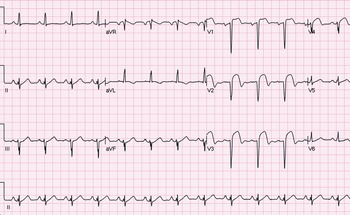 I aVR V1 V4
II aVL V2 V5
III aVF V3 V6
II